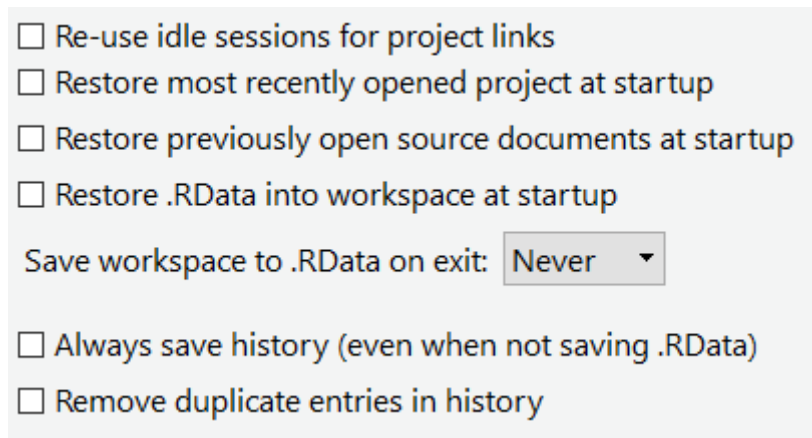 Re-use idle sessions for project links
Restore most recently opened project at startup
Restore previously open source documents at startup
Restore .RData into workspace at startup
Save workspace to .RData on exit: Never
Always save history (even when not saving .RData)
Remove duplicate entries in history